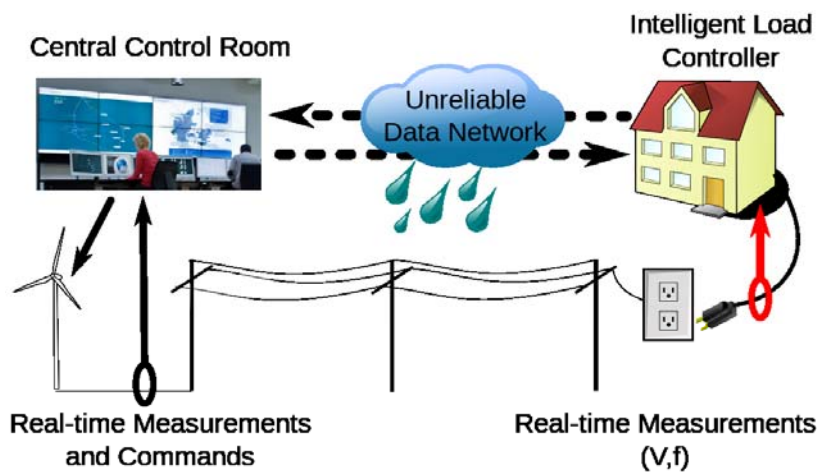 Central Control Room
Intelligent Load
Controller
Unreliable
Data Network
Real-time Measurements
and Commands
Real-time Measurements
(V,f)